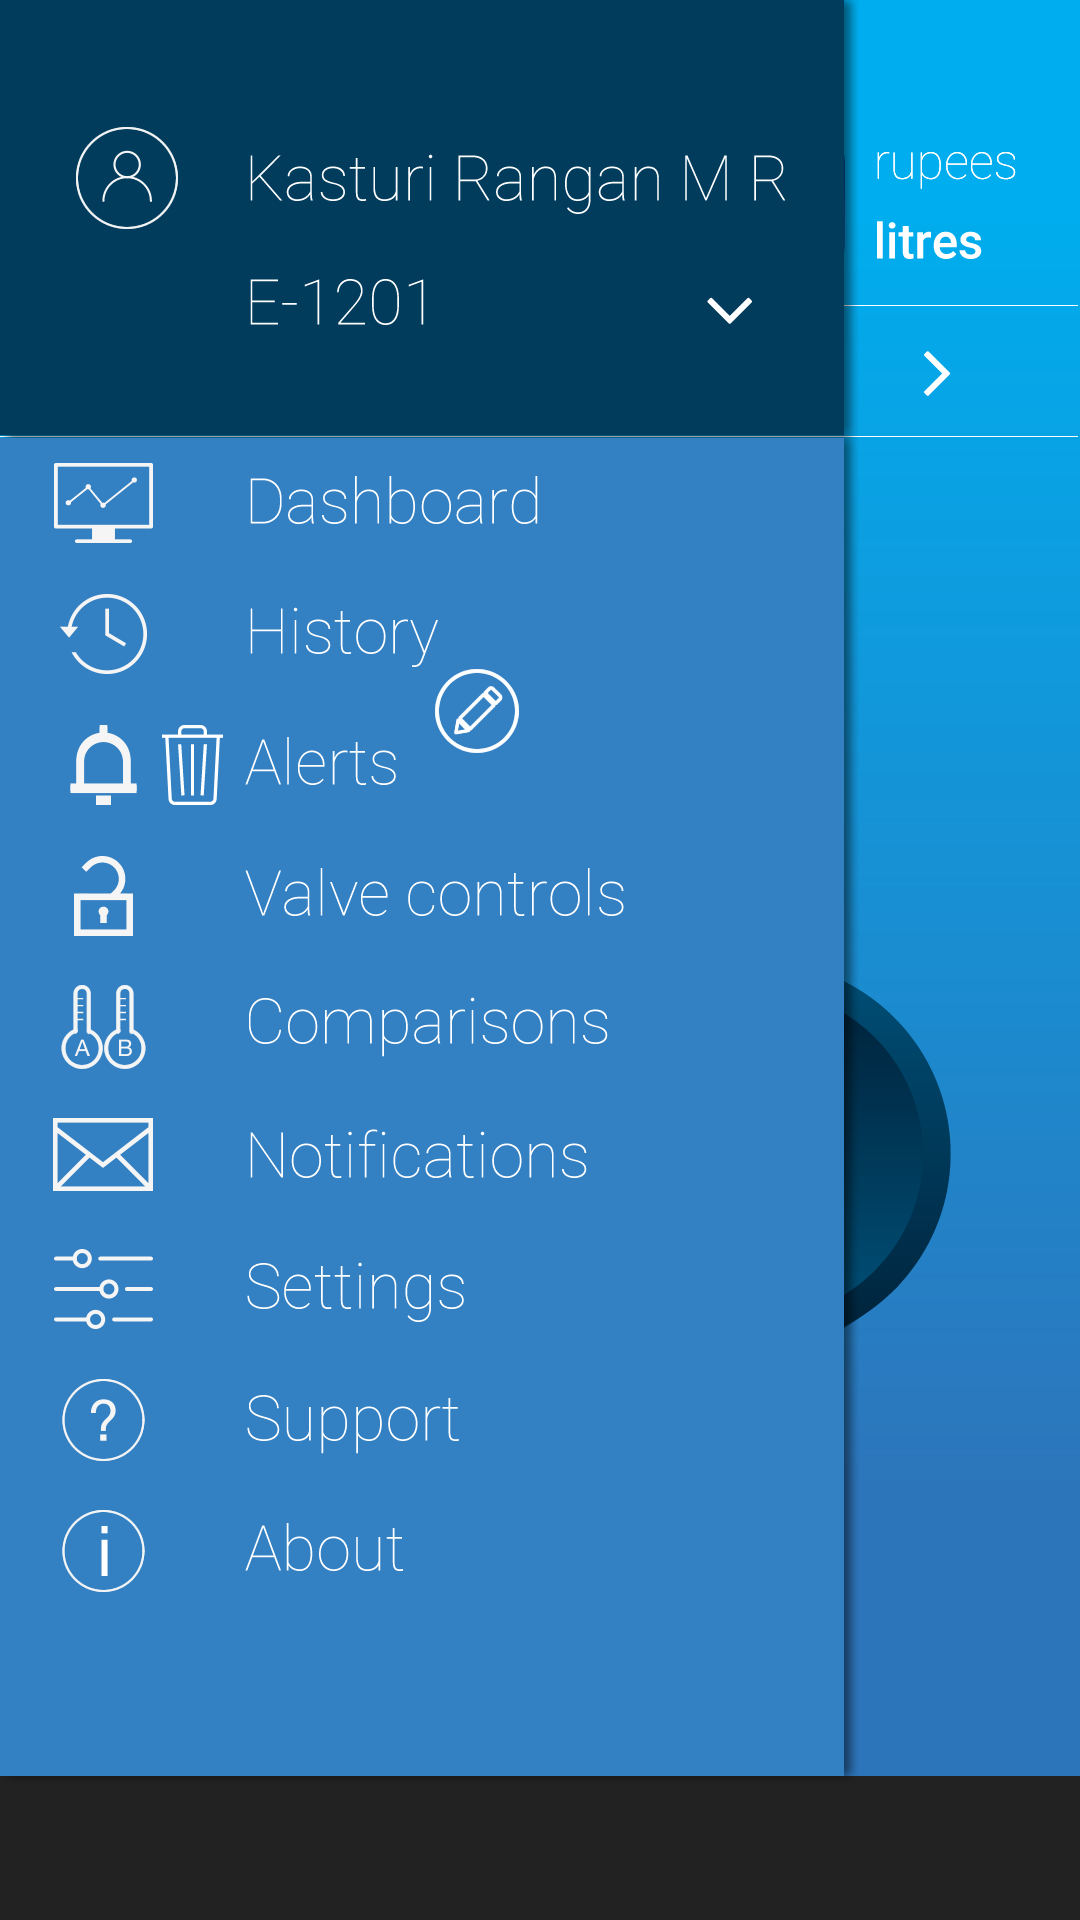 Kasturi Rangan M R
E-1201
rupees
litres
Dashboard
History
Alerts
Valve controls
A B
Comparisons
Notifications
Settings
?
Support
i
About